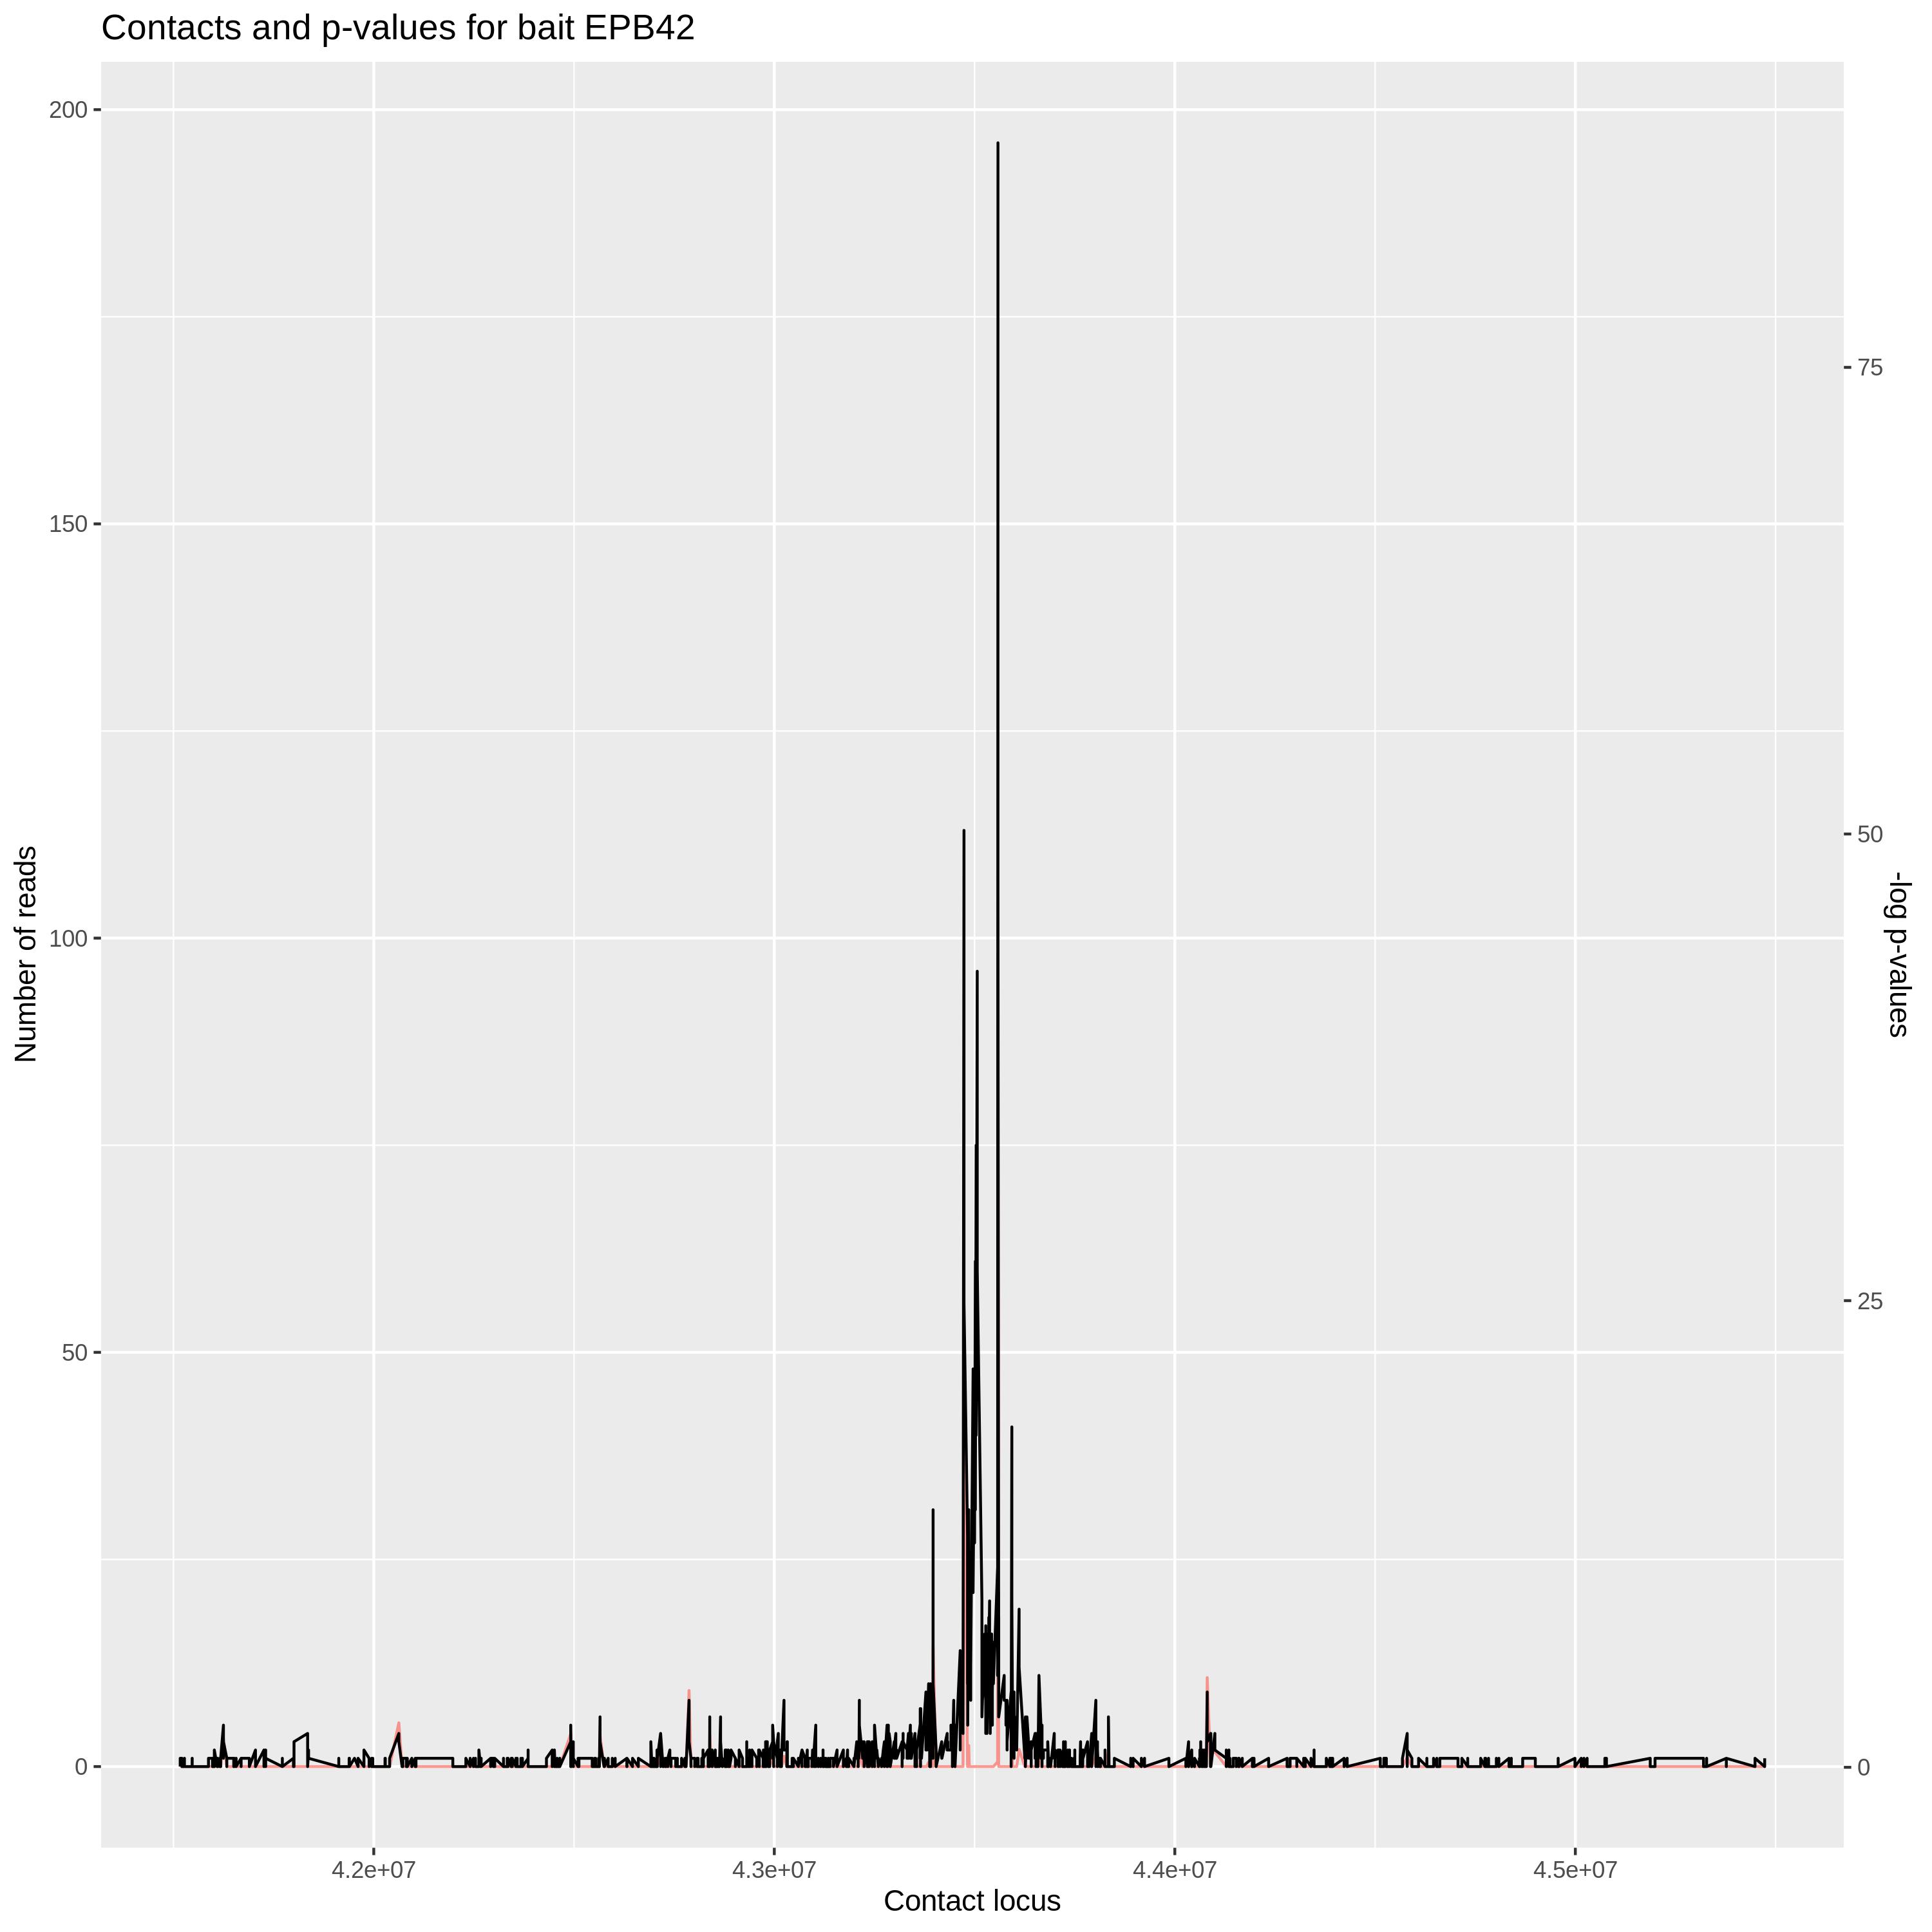 Contacts and p-values for bait EPB42
200
150
100
50
0
Number of reads
75
50
25
0
-log p-values
4.2e+07 4.3e+07 4.4e+07 4.5e+07
Contact locus